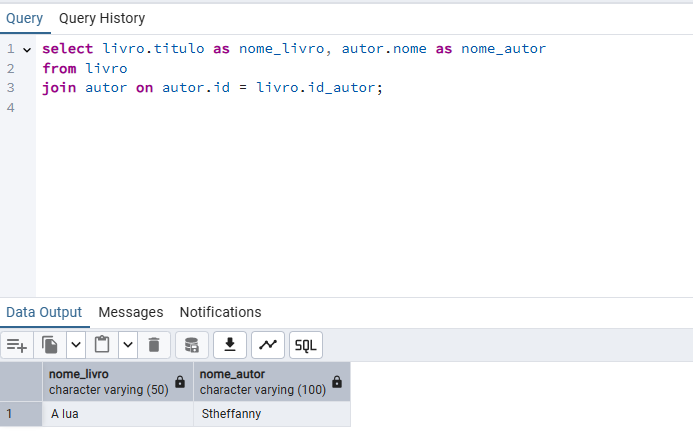 Query Query History
1 select livro.titulo as nome_livro, autor.nome as nome_autor
2 from livro
3 join autor on autor.id = livro.id_autor;
4
Data Output Messages Notifications
SQL
nome_livro nome_autor
character varying (50) character varying (100)
1 A lua Stheffanny